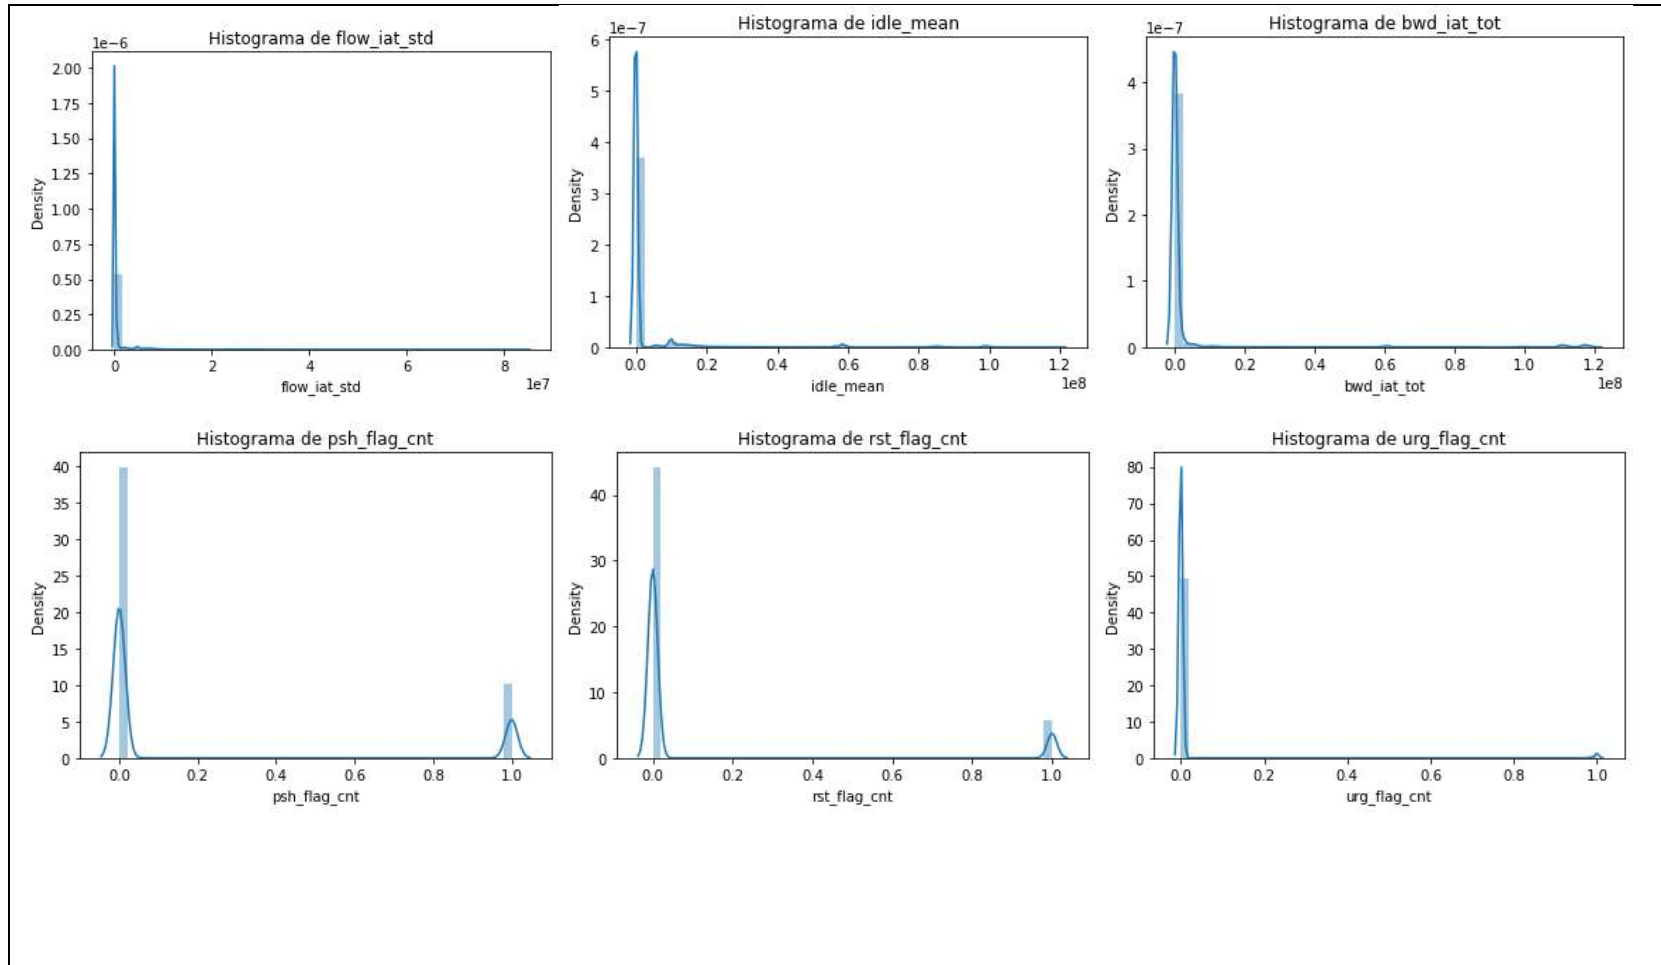 Histograma de flow_iat_std
1e−6
2.00
1.75
1.50
1.25
1.00
0.75
0.50
0.25
0.00
Density
0 2 4 6 8
1e7
flow_iat_std
Histograma de idle_mean
1e−7
6
5
4
3
2
1
0
Density
0.0 0.2 0.4 0.6 0.8 1.0 1.2
1e8
idle_mean
Histograma de bwd_iat_tot
1e−7
4
3
2
1
0
Density
0.0 0.2 0.4 0.6 0.8 1.0 1.2
1e8
bwd_iat_tot
Histograma de psh_flag_cnt
40
35
30
25
20
15
10
5
0
Density
0.0 0.2 0.4 0.6 0.8 1.0
psh_flag_cnt
Histograma de rst_flag_cnt
40
30
20
10
0
Density
0.0 0.2 0.4 0.6 0.8 1.0
rst_flag_cnt
Histograma de urg_flag_cnt
80
70
60
50
40
30
20
10
0
Density
0.0 0.2 0.4 0.6 0.8 1.0
urg_flag_cnt